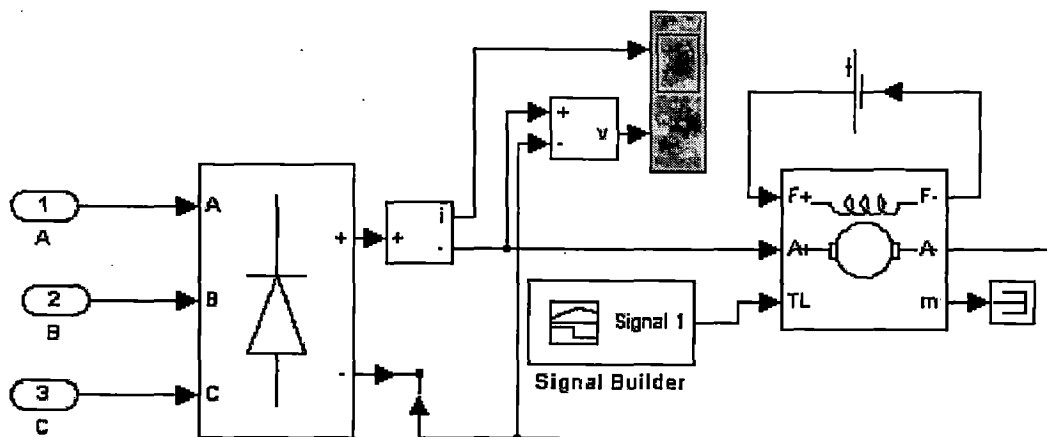 +
-
v
F+
F-
1
A
A
+
+
i
-
A+
A-
2
B
B
Signal 1
TL
m
Signal Builder
-
3
C
C